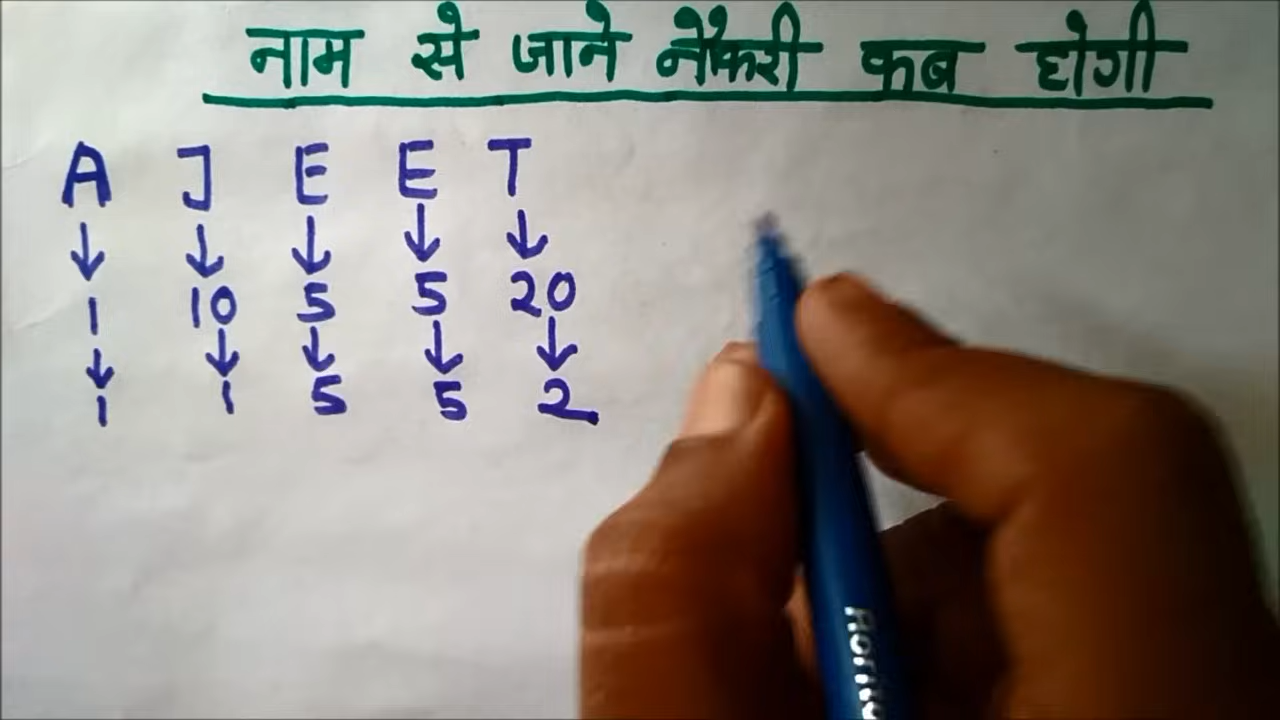 नाम से जाने नौकरी कब होगी
A J E E T
↓ ↓ ↓ ↓ ↓
1 10 5 5 20
↓ ↓ ↓ ↓ ↓
1 1 5 5 2